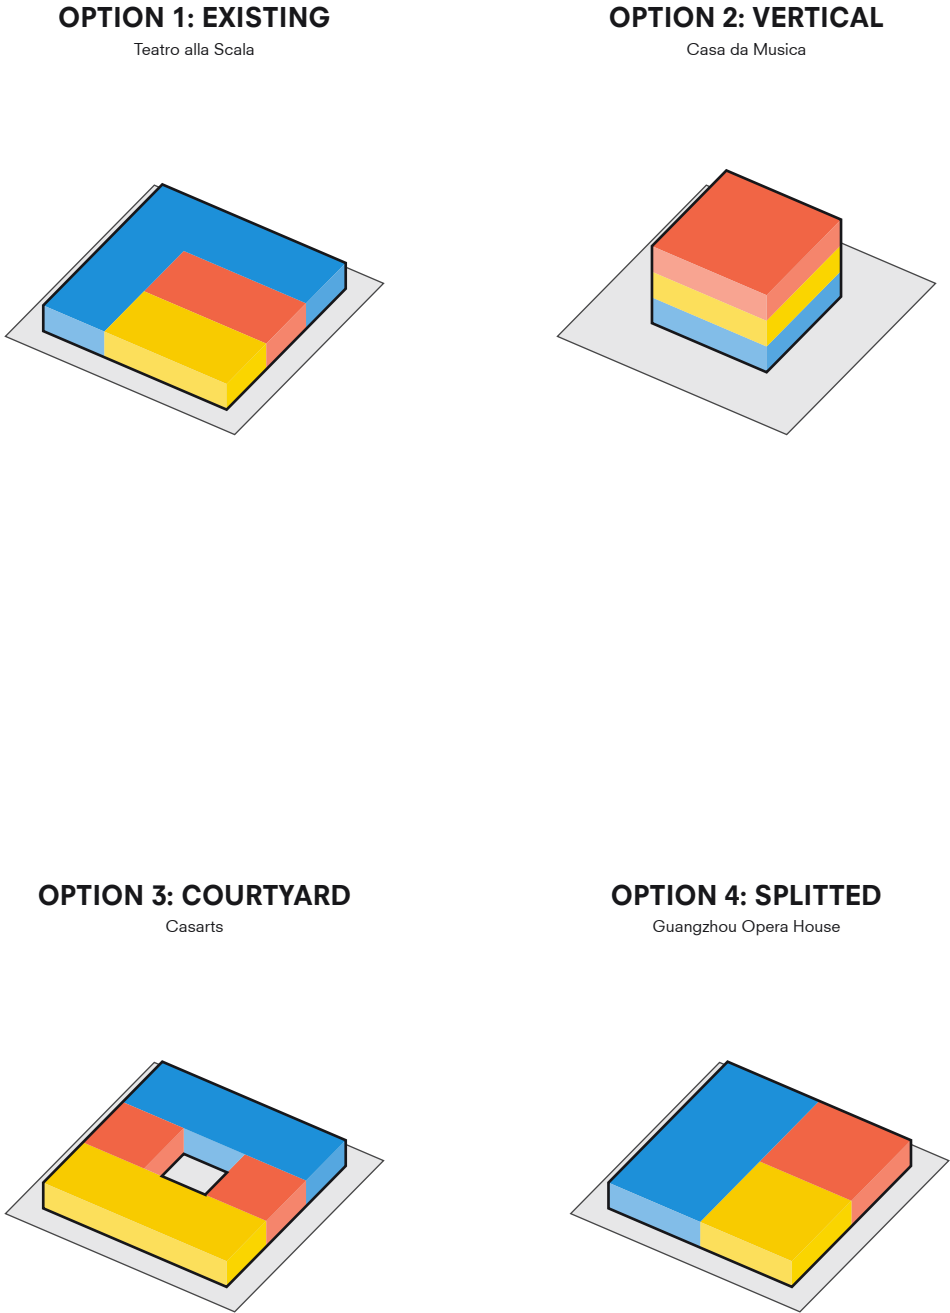 OPTION 1: EXISTING
Teatro alla Scala
OPTION 2: VERTICAL
Casa da Musica
OPTION 3: COURTYARD
Casarts
OPTION 4: SPLITTED
Guangzhou Opera House